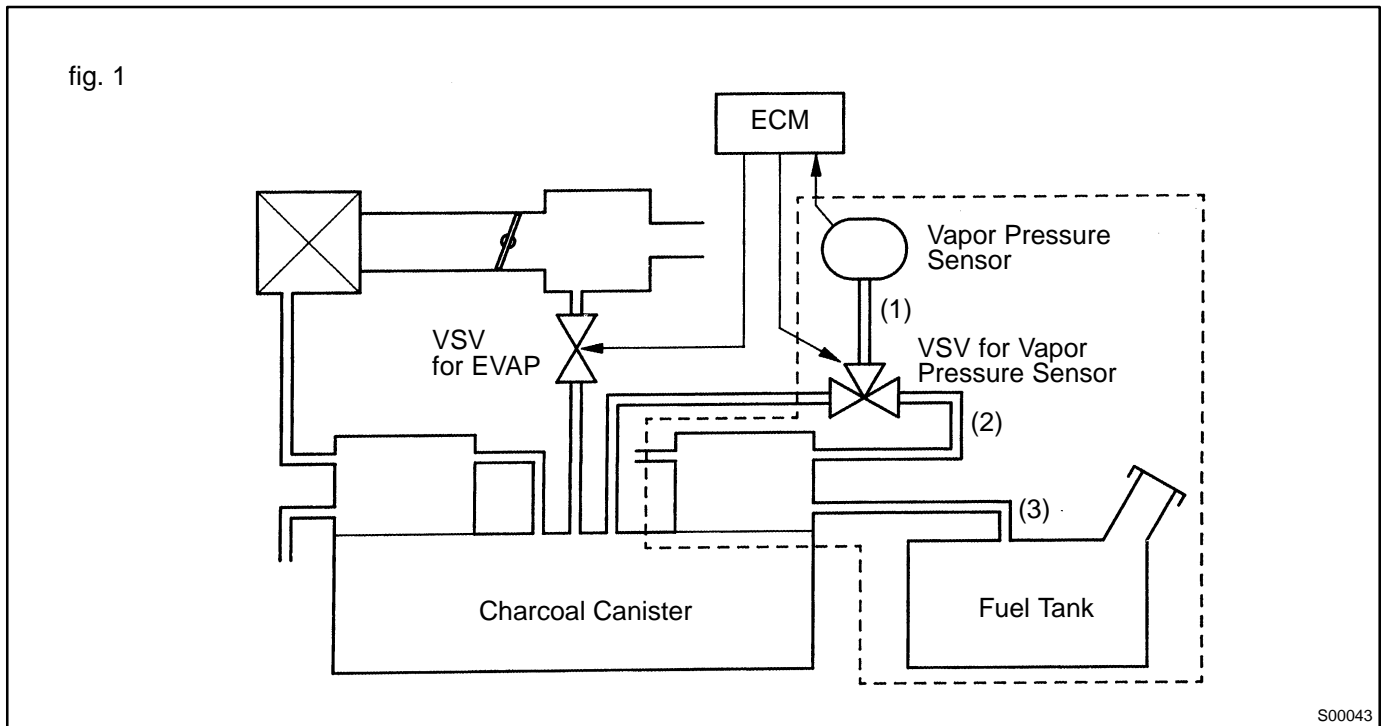 fig. 1
ECM
Vapor Pressure
Sensor
(1)
VSV
for EVAP
VSV for Vapor
Pressure Sensor
(2)
(3)
Charcoal Canister
Fuel Tank
S00043